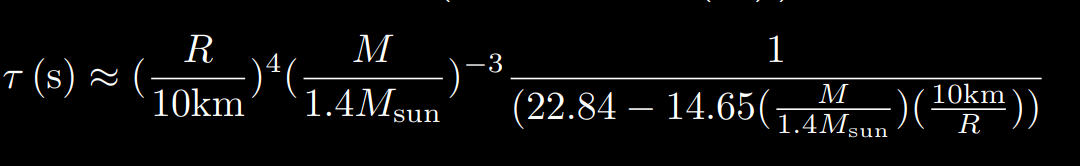 τ (s) ≈ (R/10km)^4(M/1.4M_sun)^−3 1/(22.84 − 14.65(M/1.4M_sun)(10km/R))